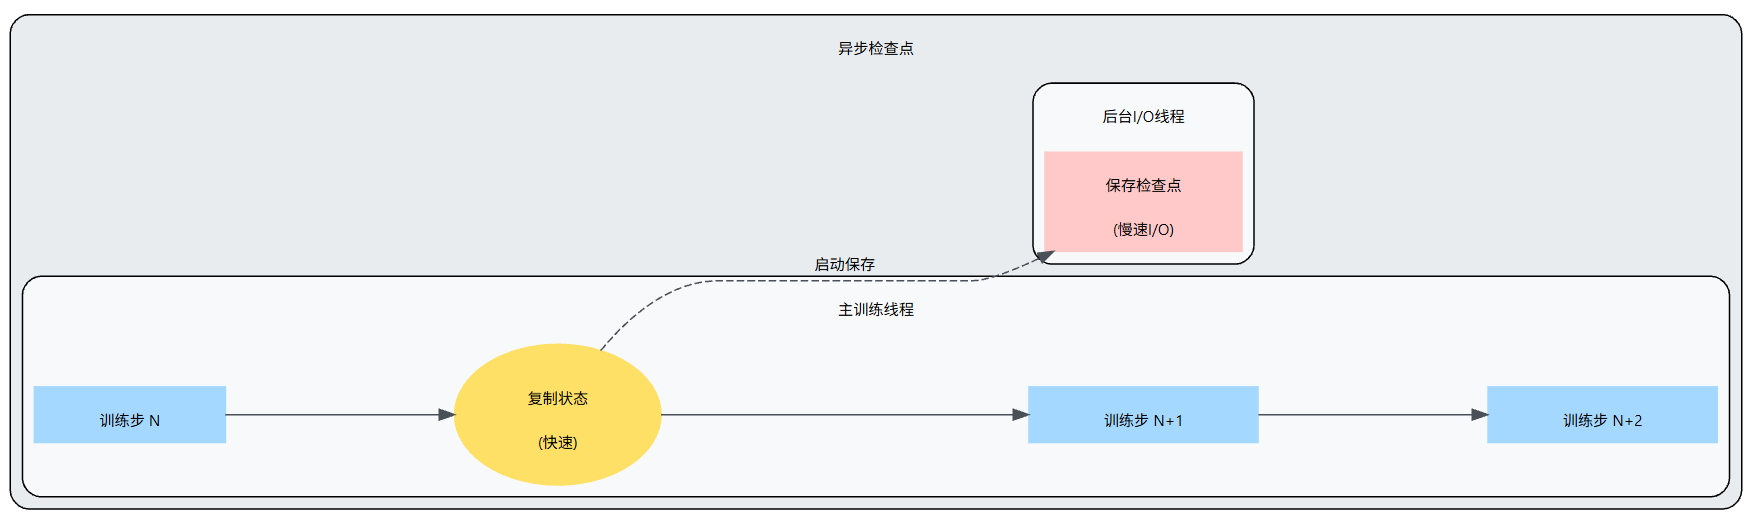 异步检查点
后台I/O线程
保存检查点
(慢速I/O)
启动保存
主训练线程
训练步 N
复制状态
(快速)
训练步 N+1
训练步 N+2